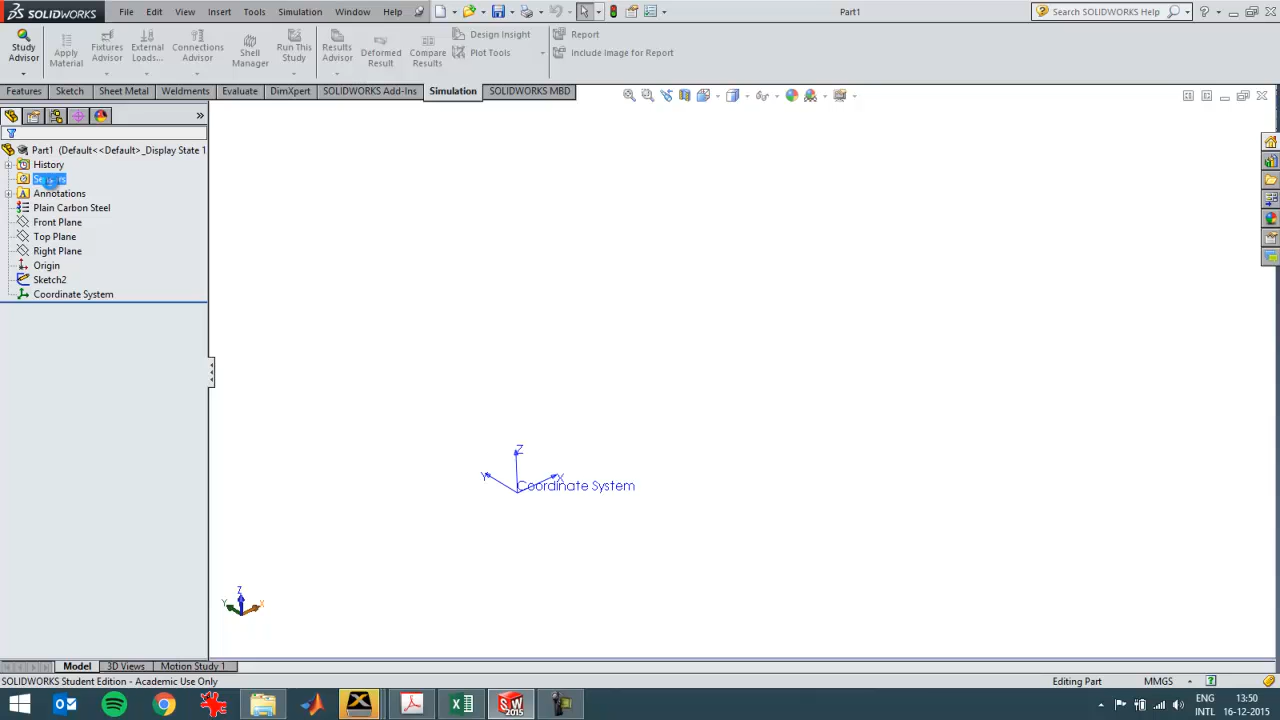 SOLIDWORKS File Edit View Insert Tools Simulation Window Help Part1 Search SOLIDWORKS Help
Study Advisor
Apply Material
Fixtures Advisor
External Loads...
Connections Advisor
Shell Manager
Run This Study
Results Advisor
Deformed Result
Compare Results
Design Insight
Plot Tools
Report
Include Image for Report
Features Sketch Sheet Metal Weldments Evaluate DimXpert SOLIDWORKS Add-Ins Simulation SOLIDWORKS MBD
Part1 (Default<<Default>_Display State 1
History
Annotations
Plain Carbon Steel
Front Plane
Top Plane
Right Plane
Origin
Sketch2
Coordinate System
Z
Y X
Coordinate System
Z
Y X
Model 3D Views Motion Study 1
SOLIDWORKS Student Edition - Academic Use Only Editing Part MMGS
ENG 13:50
INTL 16-12-2015